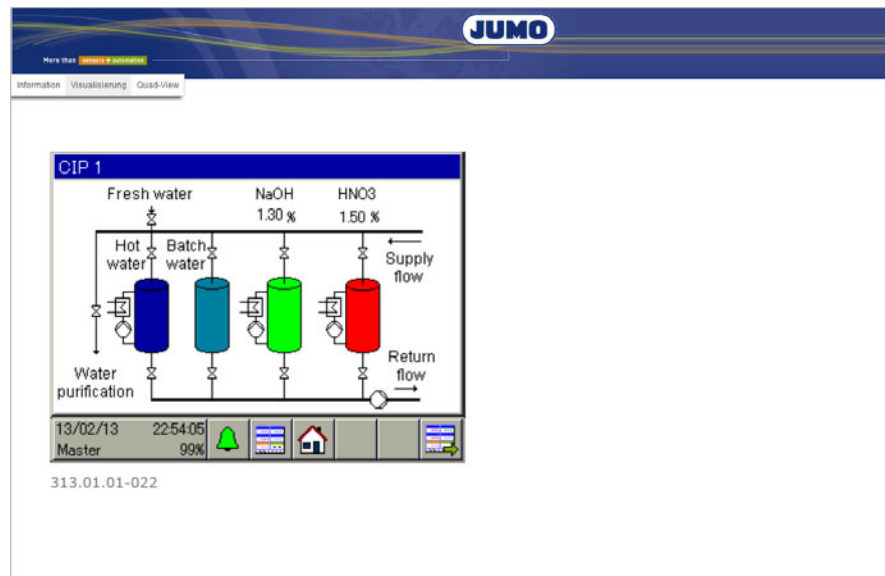 JUMO
More than sensors + automation
Information Visualisierung Quad-View
CIP 1
Fresh water
NaOH
HNO3
1.30 %
1.50 %
Hot
water
Batch
water
Supply
flow
Water
purification
Return
flow
13/02/13 22:54:05
Master 99%
313.01.01-022